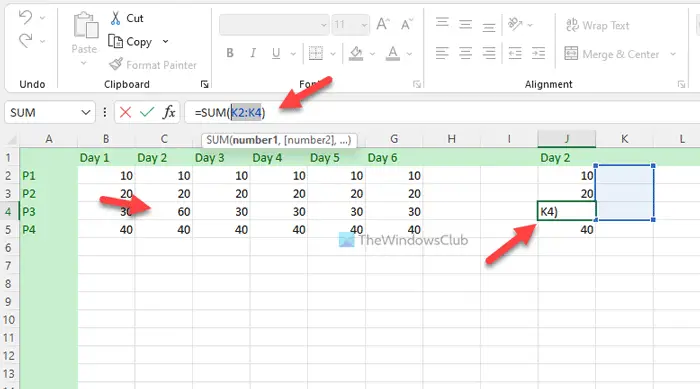 Cut
Copy
Format Painter
Paste
11
Wrap Text
Merge & Center
Undo
Clipboard
Alignment
SUM
=SUM(K2:K4)
SUM(number1, [number2], ...)
A B C D E F G H I J K L
1 Day 1 Day 2 Day 3 Day 4 Day 5 Day 6 Day 2
2 P1 10 10 10 10 10 10 10
3 P2 20 20 20 20 20 20 20
4 P3 30 60 30 30 30 30 K4)
5 P4 40 40 40 40 40 40 40
TheWindowsClub
6
7
8
9
10
11
12
13